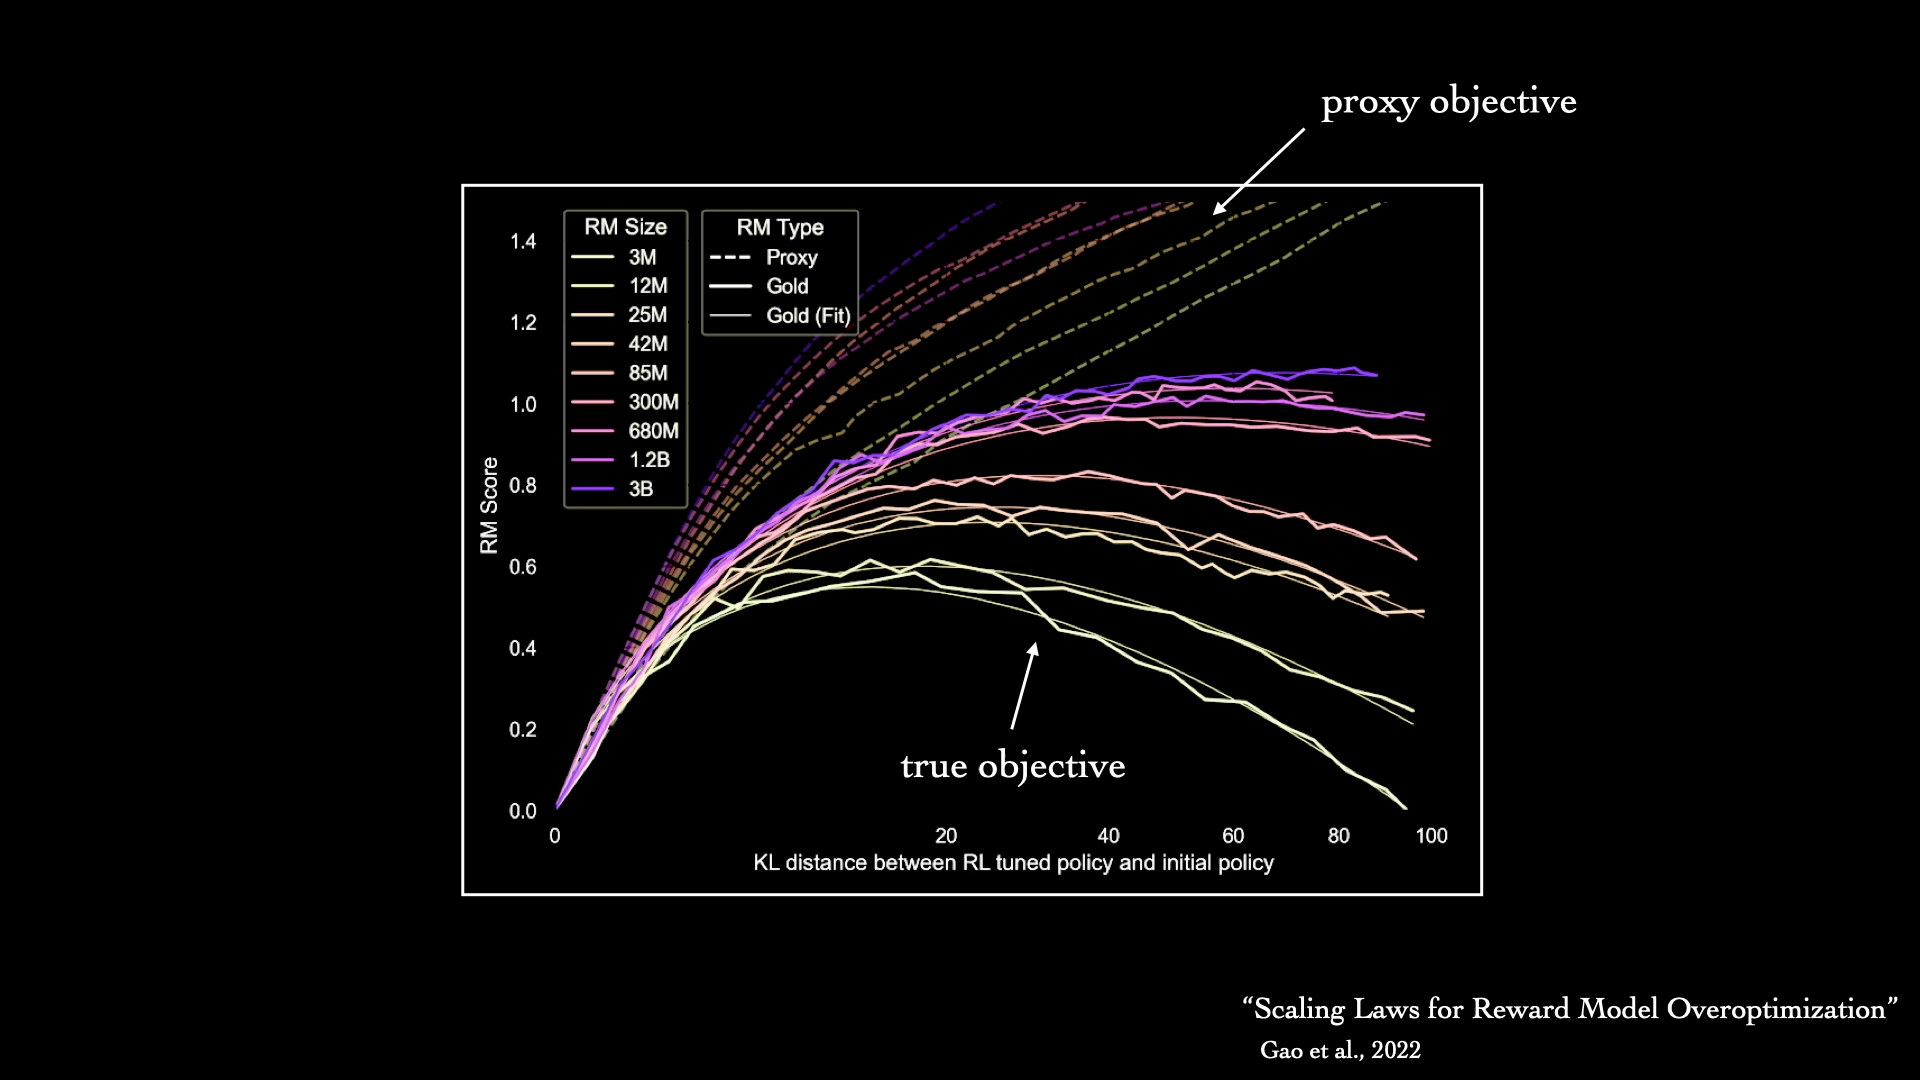 proxy objective
RM Size
3M
12M
25M
42M
85M
300M
680M
1.2B
3B
RM Type
Proxy
Gold
Gold (Fit)
1.4
1.2
1.0
0.8
0.6
0.4
0.2
0.0
RM Score
true objective
0 20 40 60 80 100
KL distance between RL tuned policy and initial policy
“Scaling Laws for Reward Model Overoptimization”
Gao et al., 2022